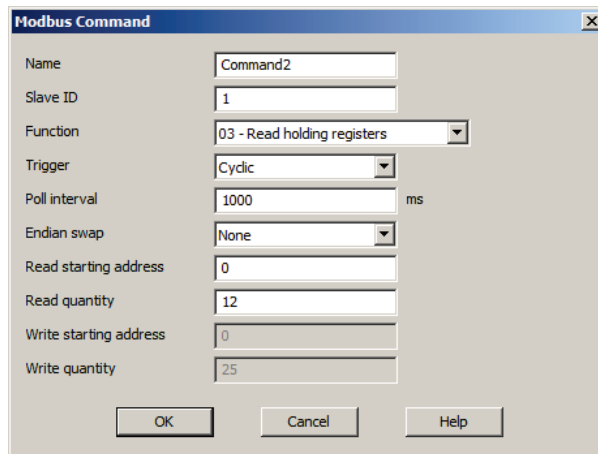 Modbus Command
Name Command2
Slave ID 1
Function 03 - Read holding registers
Trigger Cyclic
Poll interval 1000 ms
Endian swap None
Read starting address 0
Read quantity 12
Write starting address 0
Write quantity 25
OK Cancel Help